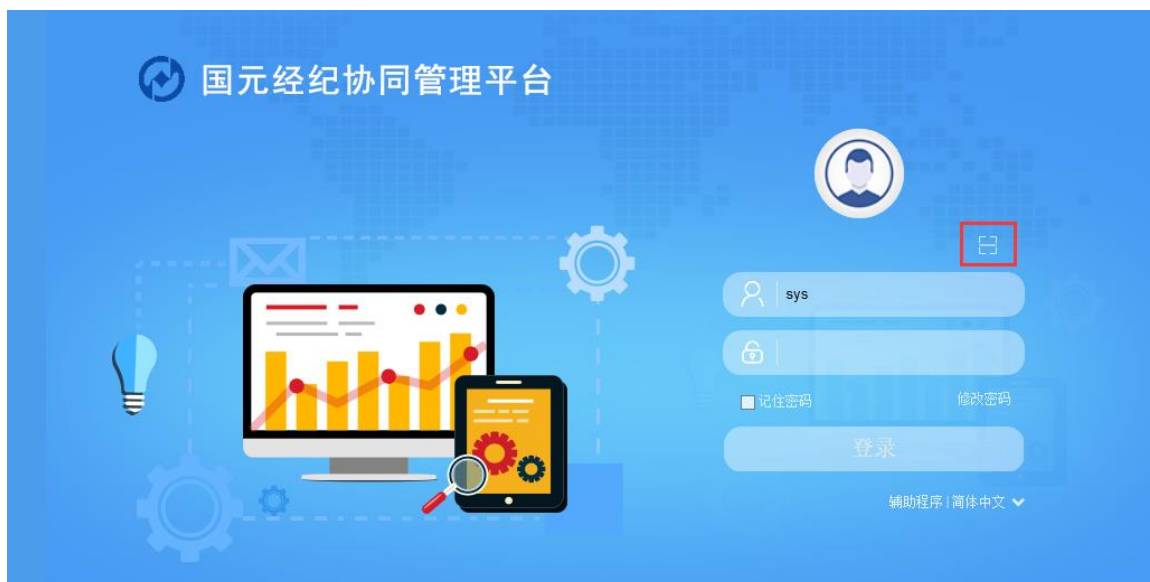 国元经纪协同管理平台
sys
记住密码 修改密码
登录
辅助程序 | 简体中文